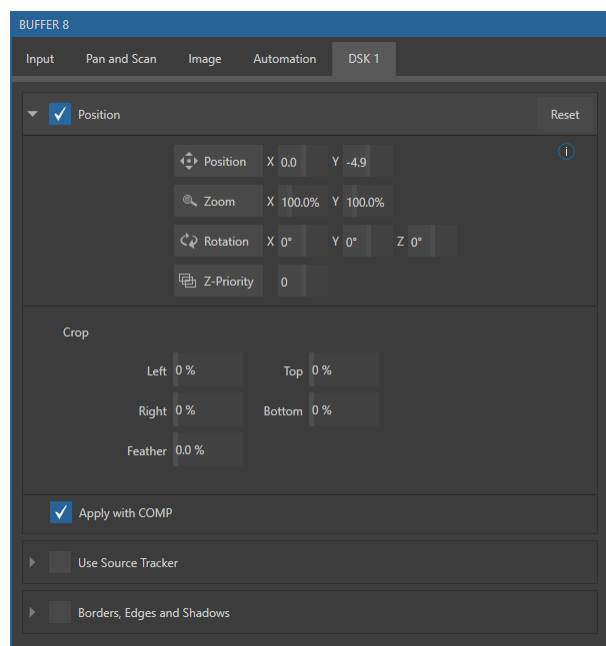 BUFFER 8
Input Pan and Scan Image Automation DSK 1
Position Reset
Position X 0.0 Y -4.9
Zoom X 100.0% Y 100.0%
Rotation X 0° Y 0° Z 0°
Z-Priority 0
Crop
Left 0 % Top 0 %
Right 0 % Bottom 0 %
Feather 0.0 %
Apply with COMP
Use Source Tracker
Borders, Edges and Shadows